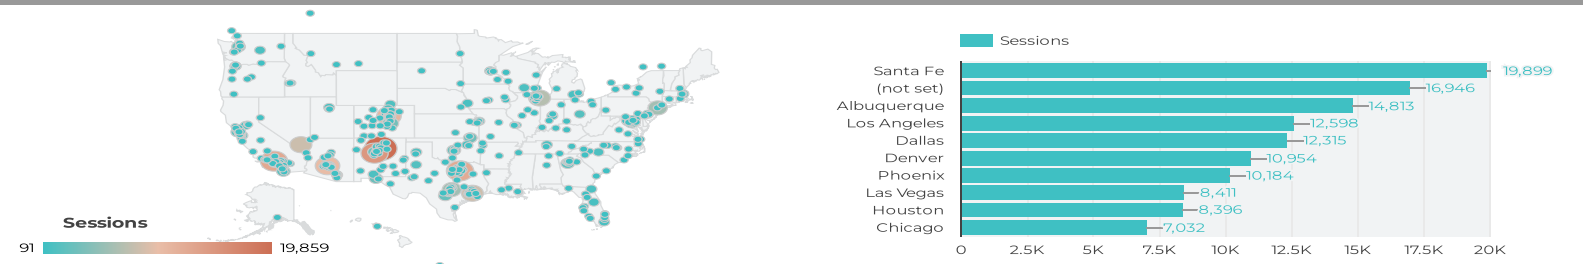 Sessions
91 19,859
Sessions
Santa Fe 19,899
(not set) 16,946
Albuquerque 14,813
Los Angeles 12,598
Dallas 12,315
Denver 10,954
Phoenix 10,184
Las Vegas 8,411
Houston 8,396
Chicago 7,032
0 2.5K 5K 7.5K 10K 12.5K 15K 17.5K 20K